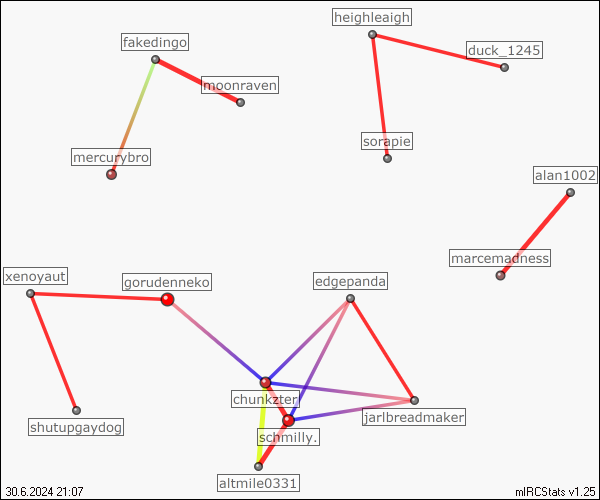 heighleaigh
fakedingo
duck_1245
moonraven
sorapie
mercurybro
alan1002
marcemadness
xenoyaut
gorudenneko
edgepanda
chunkzter
jarlbreadmaker
shutupgaydog
schmilly.
altmile0331
30.6.2024 21:07
mIRCStats v1.25